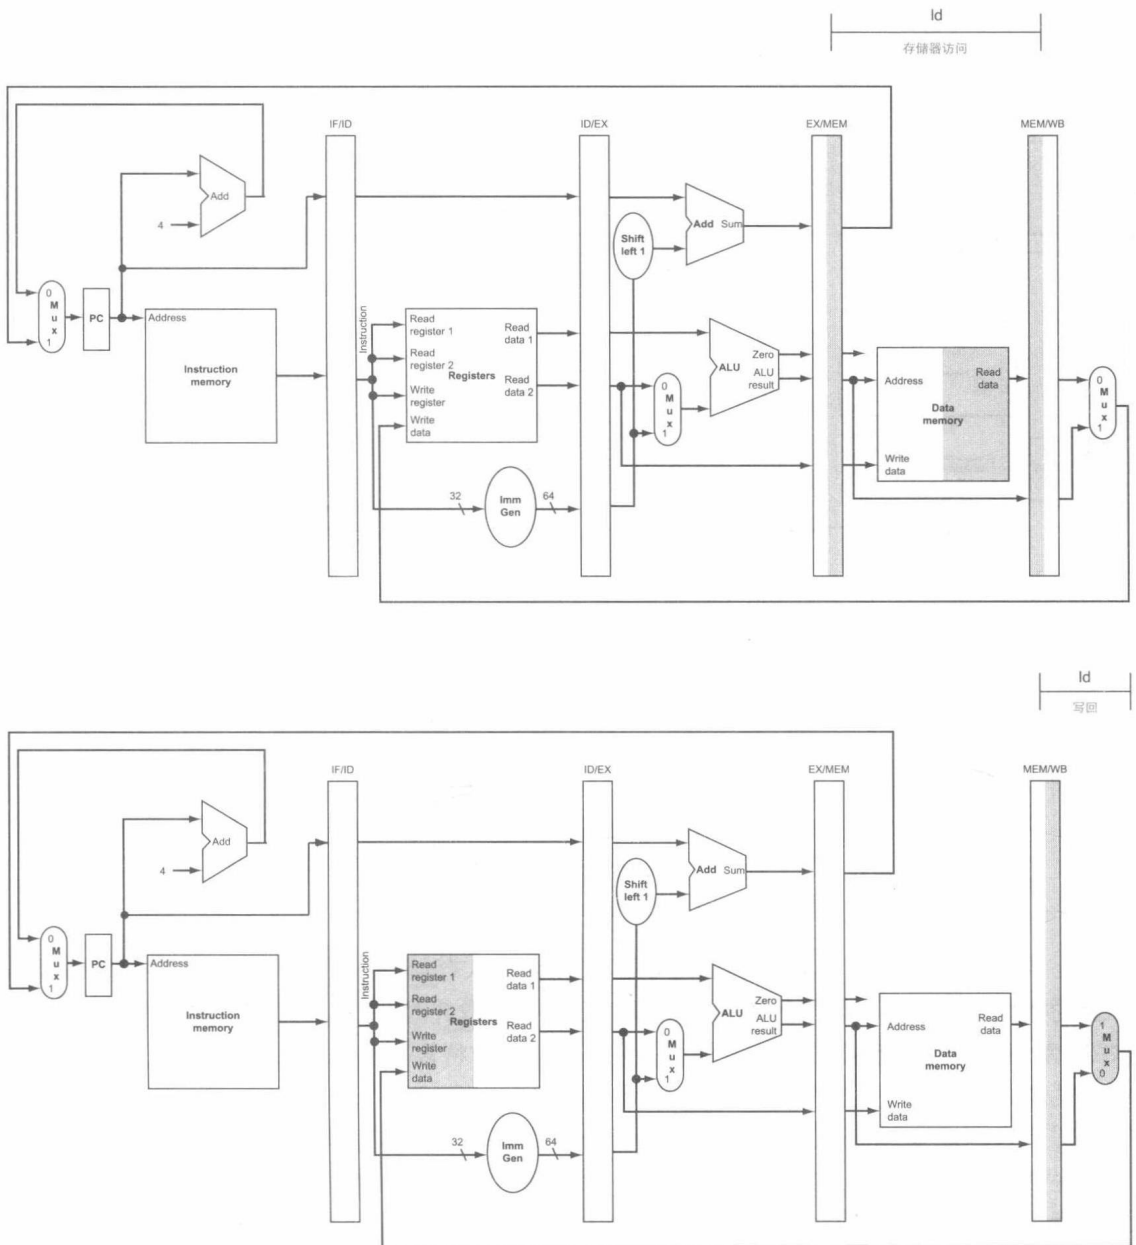 ld
存储器访问
IF/ID
ID/EX
EX/MEM
MEM/WB
Add
4
Add Sum
Shift
left 1
0
M
u
x
1
PC
Address
Instruction
memory
Instruction
Read
register 1
Read
register 2
Registers
Write
register
Write
data
Read
data 1
Read
data 2
0
M
u
x
1
ALU
Zero
ALU
result
Address
Read
data
Data
memory
Write
data
0
M
u
x
1
32
Imm
Gen
64
ld
写回
IF/ID
ID/EX
EX/MEM
MEM/WB
Add
4
Add Sum
Shift
left 1
0
M
u
x
1
PC
Address
Instruction
memory
Instruction
Read
register 1
Read
register 2
Registers
Write
register
Write
data
Read
data 1
Read
data 2
0
M
u
x
1
ALU
Zero
ALU
result
Address
Read
data
Data
memory
Write
data
1
M
u
x
0
32
Imm
Gen
64